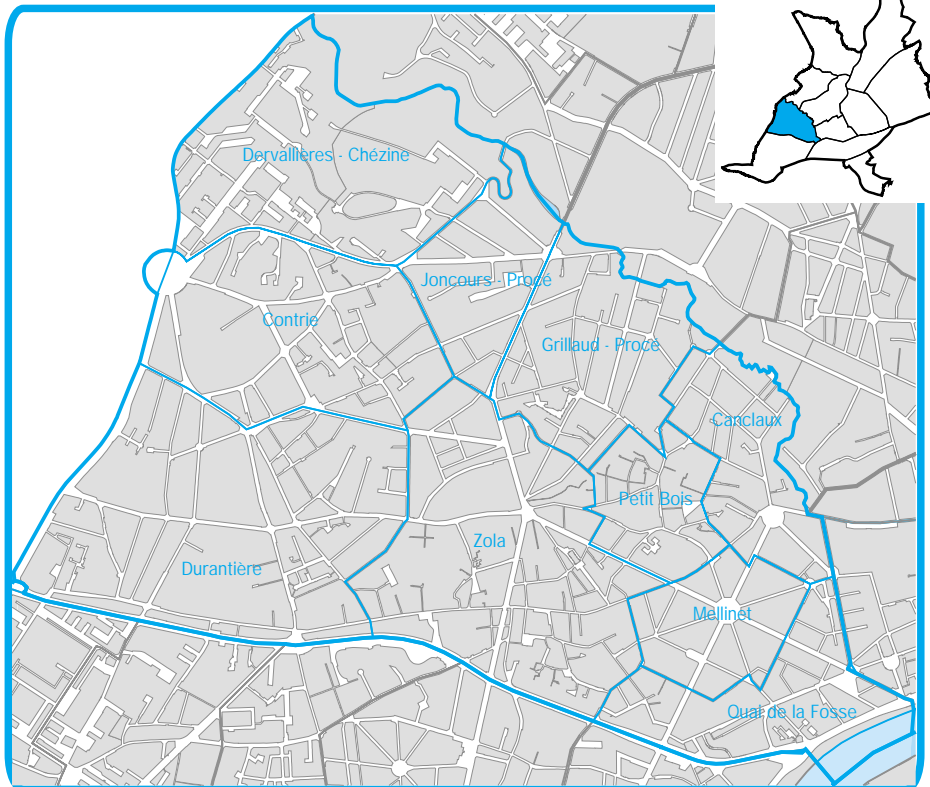 Dervallières - Chézine
Joncours - Procé
Contrie
Grillaud - Procé
Canclaux
Petit Bois
Zola
Durantière
Mellinet
Quai de la Fosse